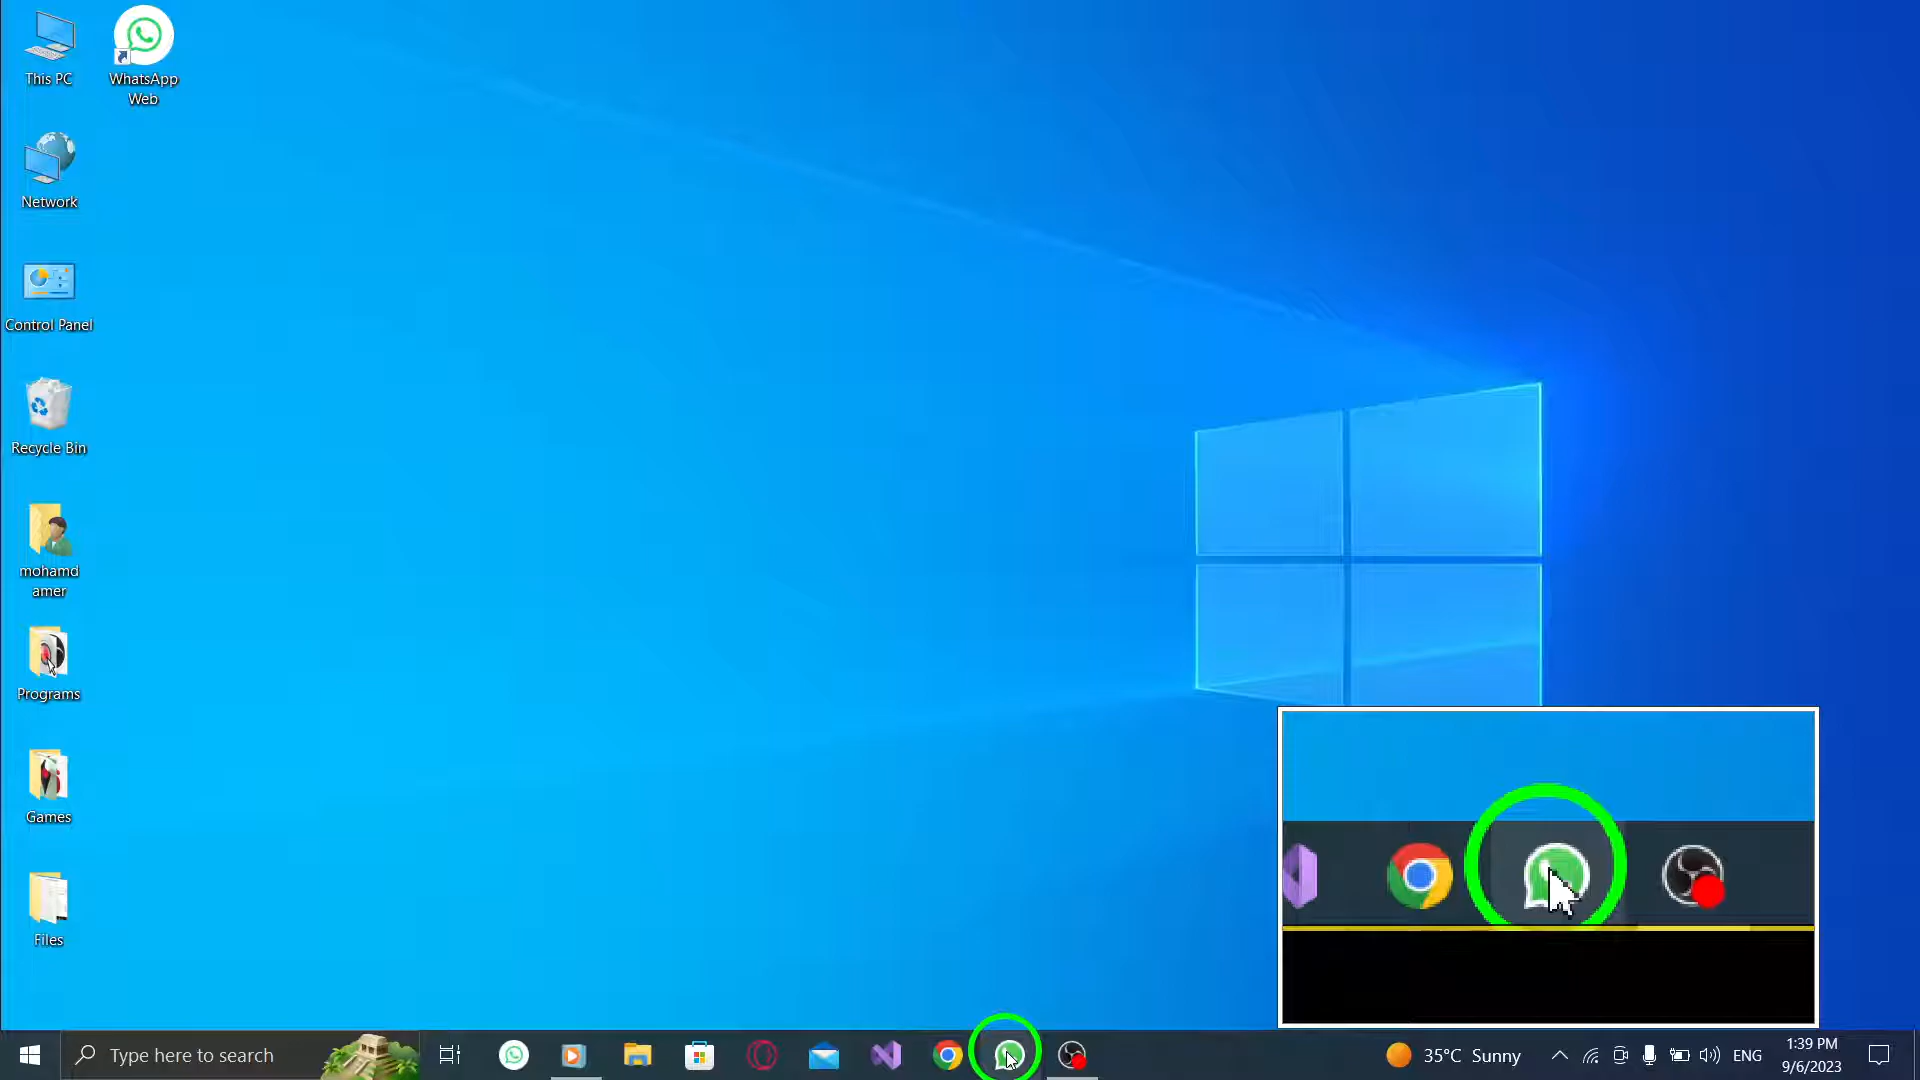 This PC
WhatsApp
Web
Network
Control Panel
Recycle Bin
mohamd
amer
Programs
Games
Files
Type here to search
35°C Sunny
ENG
1:39 PM
9/6/2023